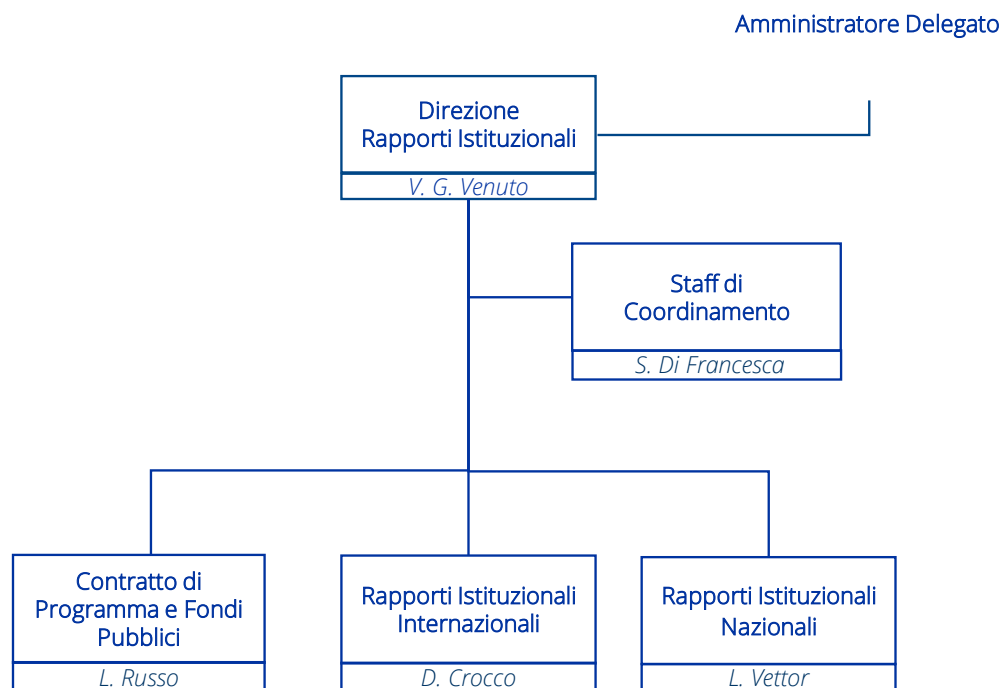 Amministratore Delegato
Direzione
Rapporti Istituzionali
V. G. Venuto
Staff di
Coordinamento
S. Di Francesca
Contratto di
Programma e Fondi
Pubblici
L. Russo
Rapporti Istituzionali
Internazionali
D. Crocco
Rapporti Istituzionali
Nazionali
L. Vettor